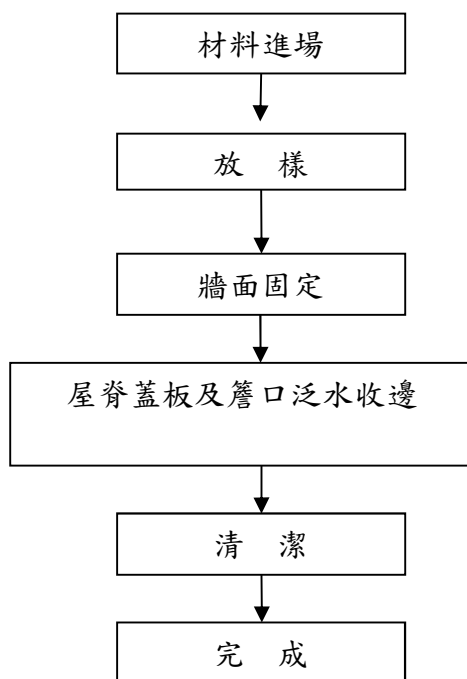 材料進場
放　樣
牆面固定
屋脊蓋板及簷口泛水收邊
清　潔
完　成